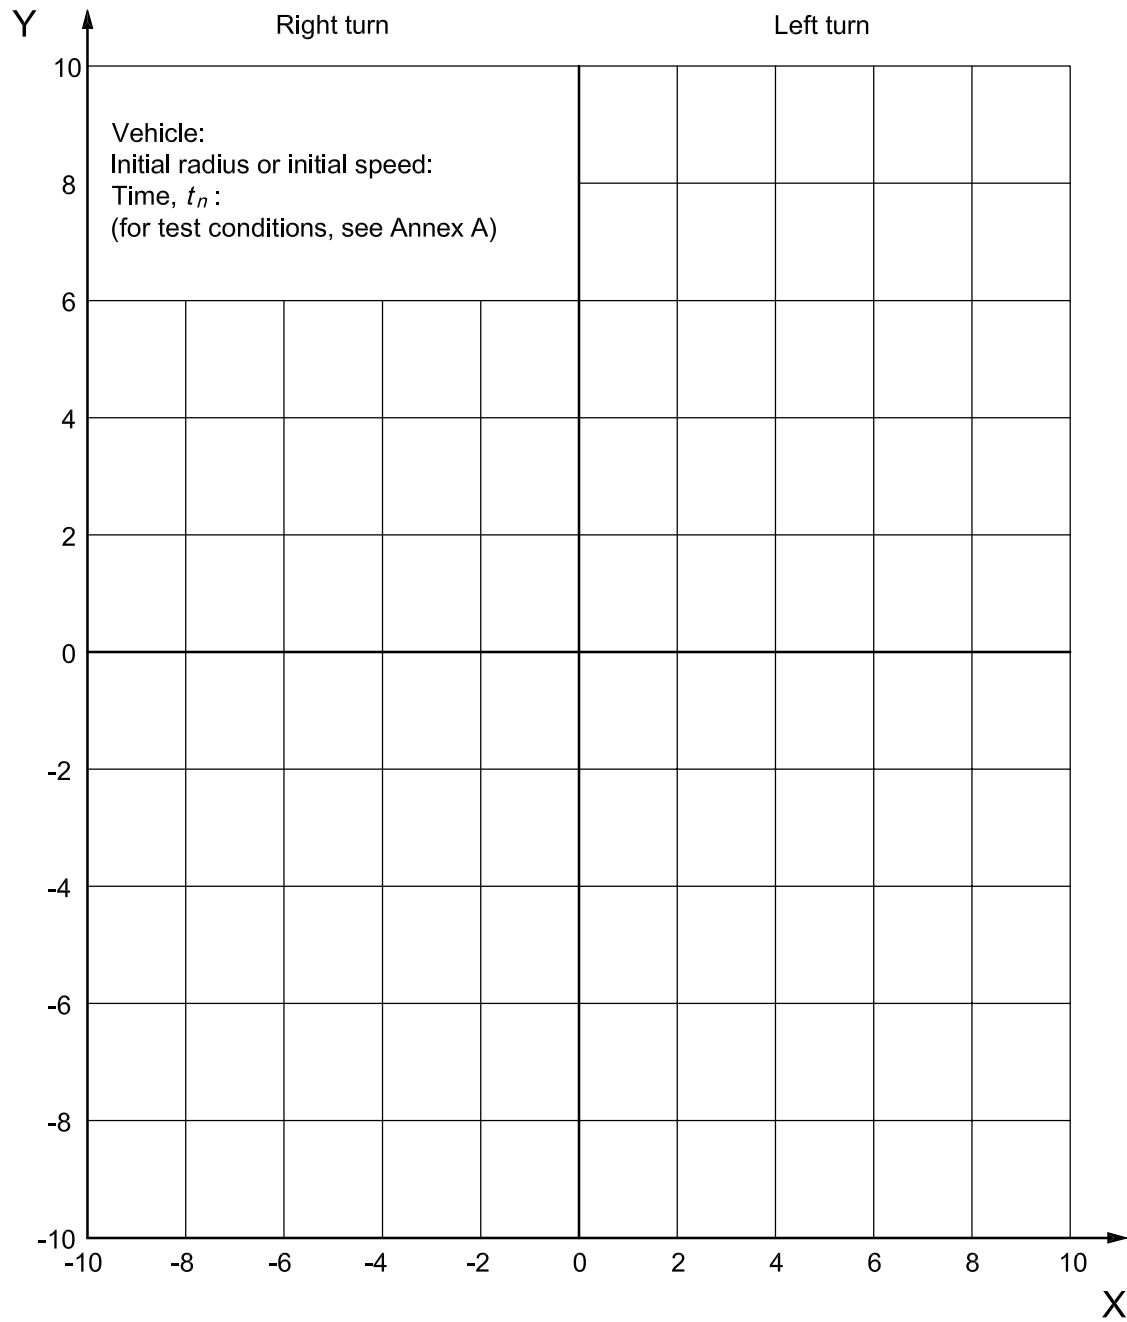 Y
Right turn Left turn
10
Vehicle:
Initial radius or initial speed:
8
Time, tn :
(for test conditions, see Annex A)
6
4
2
0
-2
-4
-6
-8
-10
-10 -8 -6 -4 -2 0 2 4 6 8 10
X